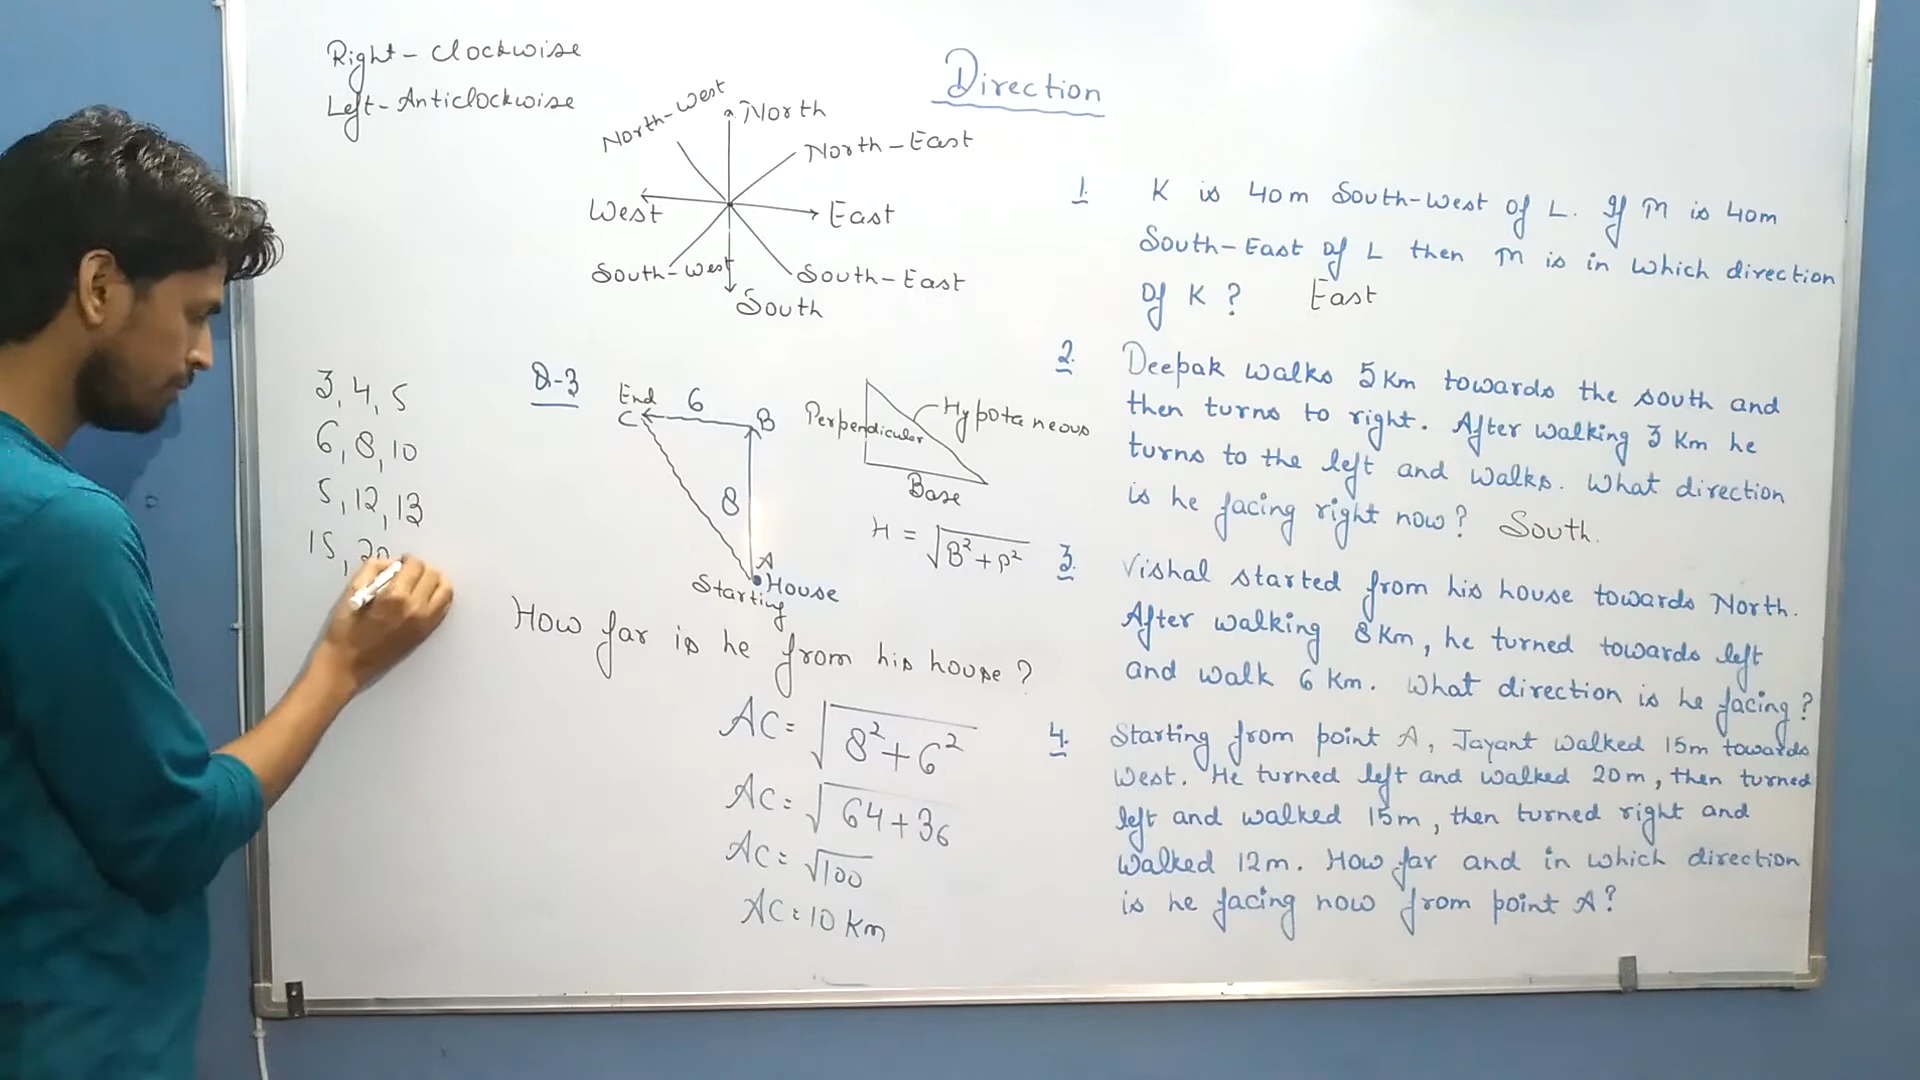 Right - Clockwise
Left - Anticlockwise
Direction
North-West
North
North-East
West
East
South-West
South-East
South
1. K is 40m South-West of L. If M is 40m
South-East of L then M is in which direction
of K ? East
2. Deepak walks 5 Km towards the south and
then turns to right. After walking 3 Km he
turns to the left and walks. What direction
is he facing right now? South.
3. Vishal started from his house towards North.
After walking 8 Km, he turned towards left
and walk 6 Km. What direction is he facing?
4. Starting from point A, Jayant walked 15m towards
West. He turned left and walked 20m, then turned
left and walked 15m, then turned right and
walked 12m. How far and in which direction
is he facing now from point A?
3, 4, 5
6, 8, 10
5, 12, 13
15, 20
Q-3
End
C
6
B
8
A
House
Starting
Perpendicular
Hypoteneous
Base
H = √B²+P²
How far is he from his house ?
AC = √8²+6²
AC = √64+36
AC = √100
AC = 10 Km